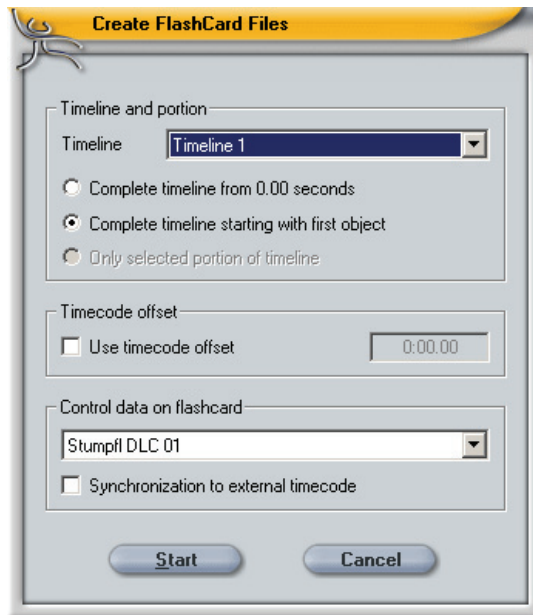 Create FlashCard Files
Timeline and portion
Timeline Timeline 1
Complete timeline from 0.00 seconds
Complete timeline starting with first object
Only selected portion of timeline
Timecode offset
Use timecode offset 0:00.00
Control data on flashcard
Stumpfl DLC 01
Synchronization to external timecode
Start Cancel